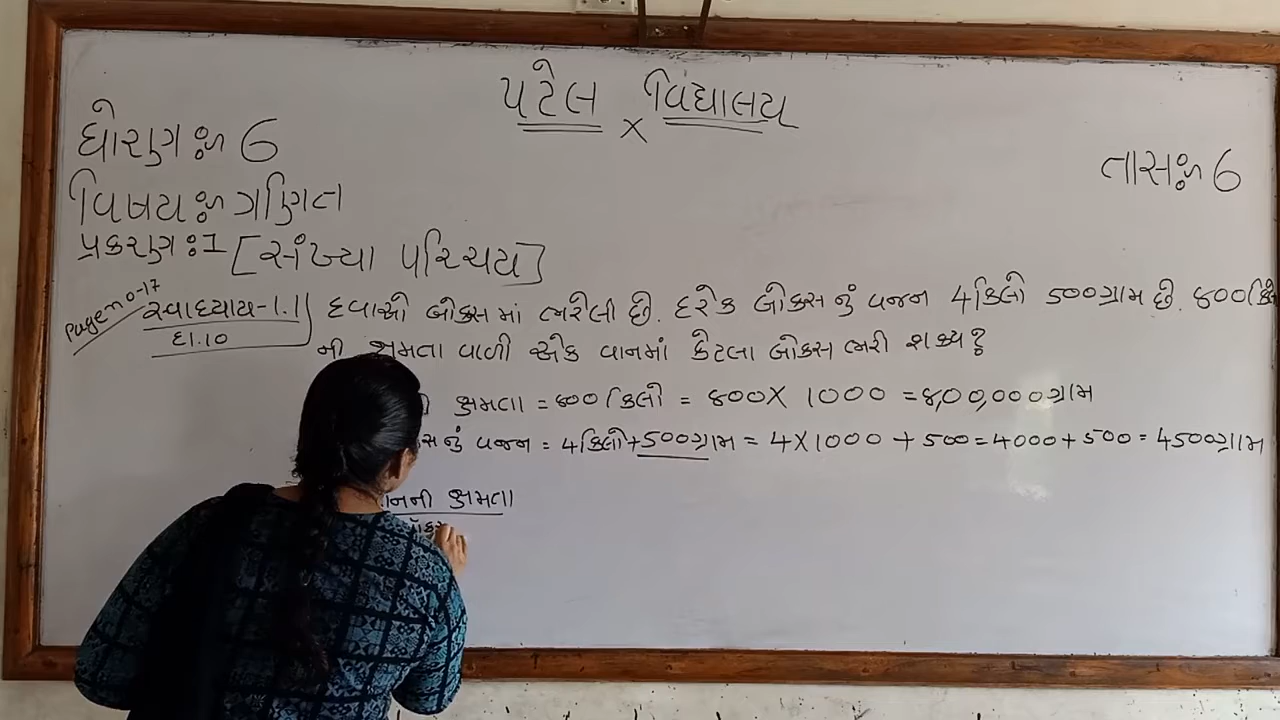 પટેલ × વિદ્યાલય
ધોરણ :- 6
તાસ :- 6
વિષય :- ગણિત
પ્રકરણ :- 1 [સંખ્યા પરિચય]
Page no-17
સ્વાધ્યાય-1.1
દા.10
દવાઓ બોક્સ માં ભરેલી છે. દરેક બોક્સ નું વજન 4 કિલો 500 ગ્રામ છે. 800 કિલો
ની ક્ષમતા વાળી એક વાનમાં કેટલા બોક્સ ભરી શકાય?
ક્ષમતા = 800 કિલો = 800 × 1000 = 8,00,000 ગ્રામ
નું વજન = 4 કિલો + 500 ગ્રામ = 4 × 1000 + 500 = 4000 + 500 = 4500 ગ્રામ
ક્ષમતા